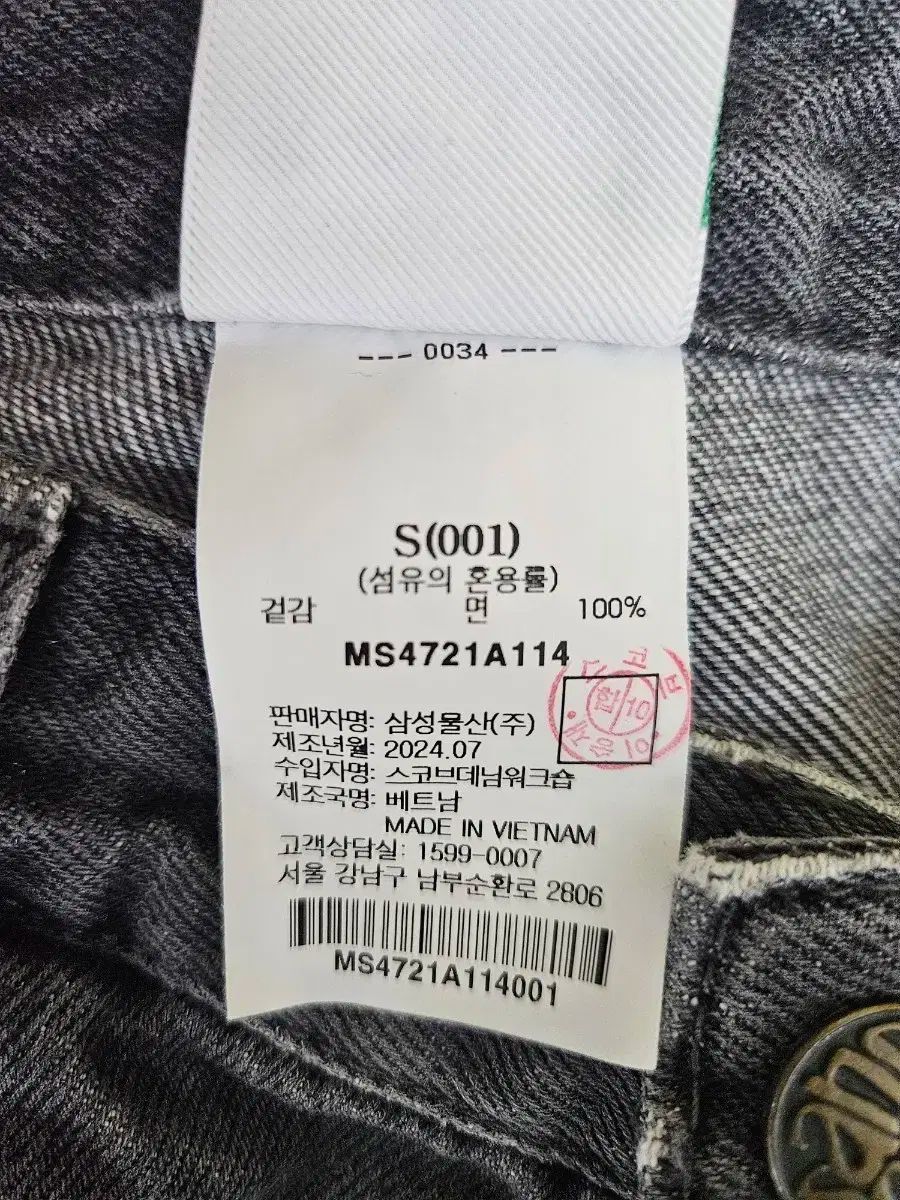 --- 0034 ---
S(001)
(섬유의 혼용률)
겉감 면 100%
MS4721A114
판매자명: 삼성물산(주)
제조년월: 2024.07
수입자명: 스코브데님워크숍
제조국명: 베트남
MADE IN VIETNAM
고객상담실: 1599-0007
서울 강남구 남부순환로 2806
MS4721A114001